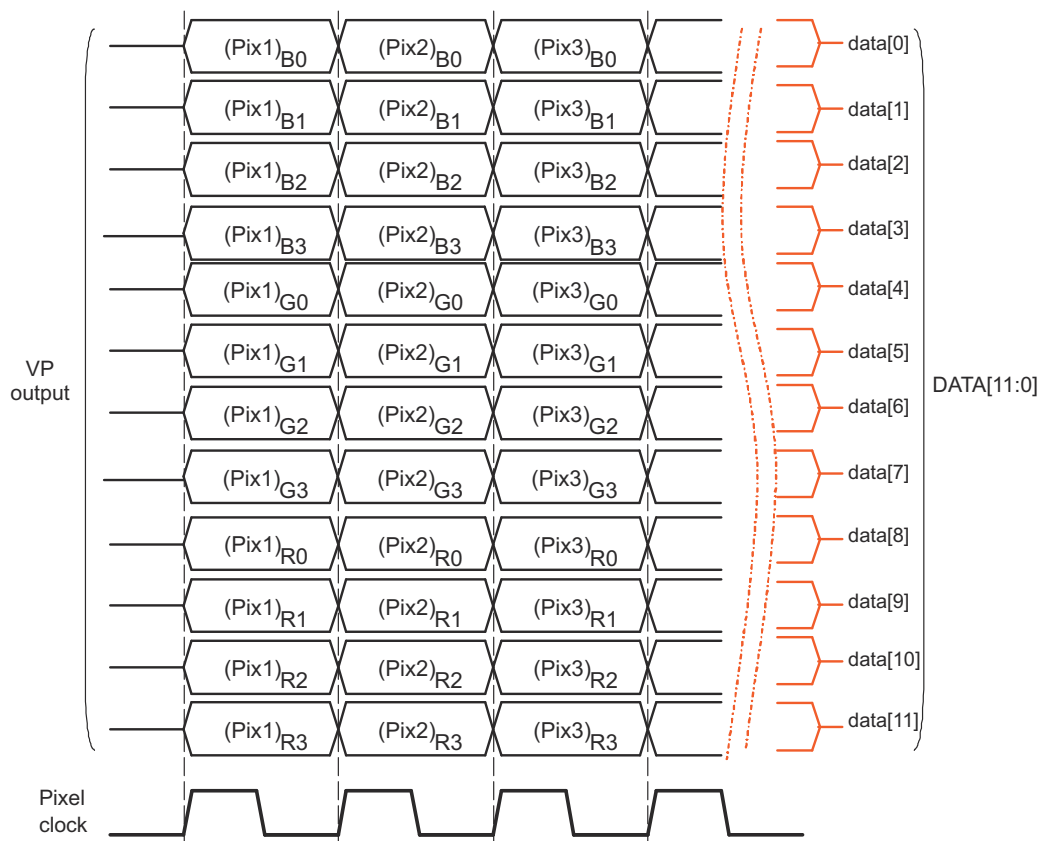 (Pix1)B0 (Pix2)B0 (Pix3)B0 data[0]
(Pix1)B1 (Pix2)B1 (Pix3)B1 data[1]
(Pix1)B2 (Pix2)B2 (Pix3)B2 data[2]
(Pix1)B3 (Pix2)B3 (Pix3)B3 data[3]
(Pix1)G0 (Pix2)G0 (Pix3)G0 data[4]
(Pix1)G1 (Pix2)G1 (Pix3)G1 data[5]
VP
output
DATA[11:0]
(Pix1)G2 (Pix2)G2 (Pix3)G2 data[6]
(Pix1)G3 (Pix2)G3 (Pix3)G3 data[7]
(Pix1)R0 (Pix2)R0 (Pix3)R0 data[8]
(Pix1)R1 (Pix2)R1 (Pix3)R1 data[9]
(Pix1)R2 (Pix2)R2 (Pix3)R2 data[10]
(Pix1)R3 (Pix2)R3 (Pix3)R3 data[11]
Pixel
clock